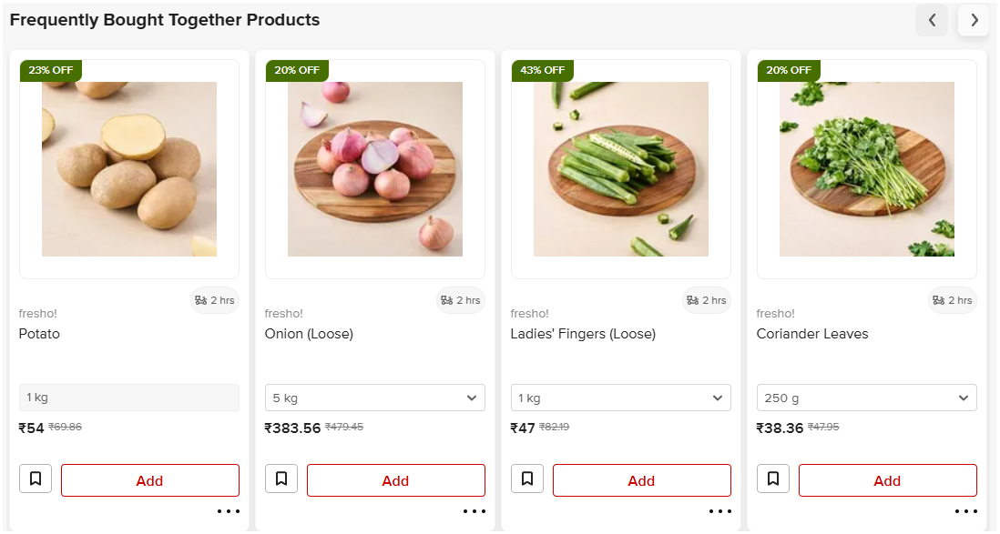 Frequently Bought Together Products
23% OFF
2 hrs
fresho!
Potato
1 kg
₹54 ₹69.86
Add
20% OFF
2 hrs
fresho!
Onion (Loose)
5 kg
₹383.56 ₹479.45
Add
43% OFF
2 hrs
fresho!
Ladies' Fingers (Loose)
1 kg
₹47 ₹82.19
Add
20% OFF
2 hrs
fresho!
Coriander Leaves
250 g
₹38.36 ₹47.95
Add